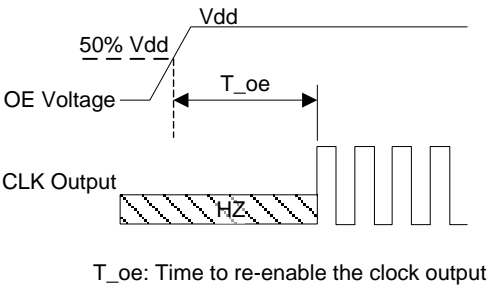 Vdd
50% Vdd
T_oe
OE Voltage
CLK Output
HZ
T_oe: Time to re-enable the clock output